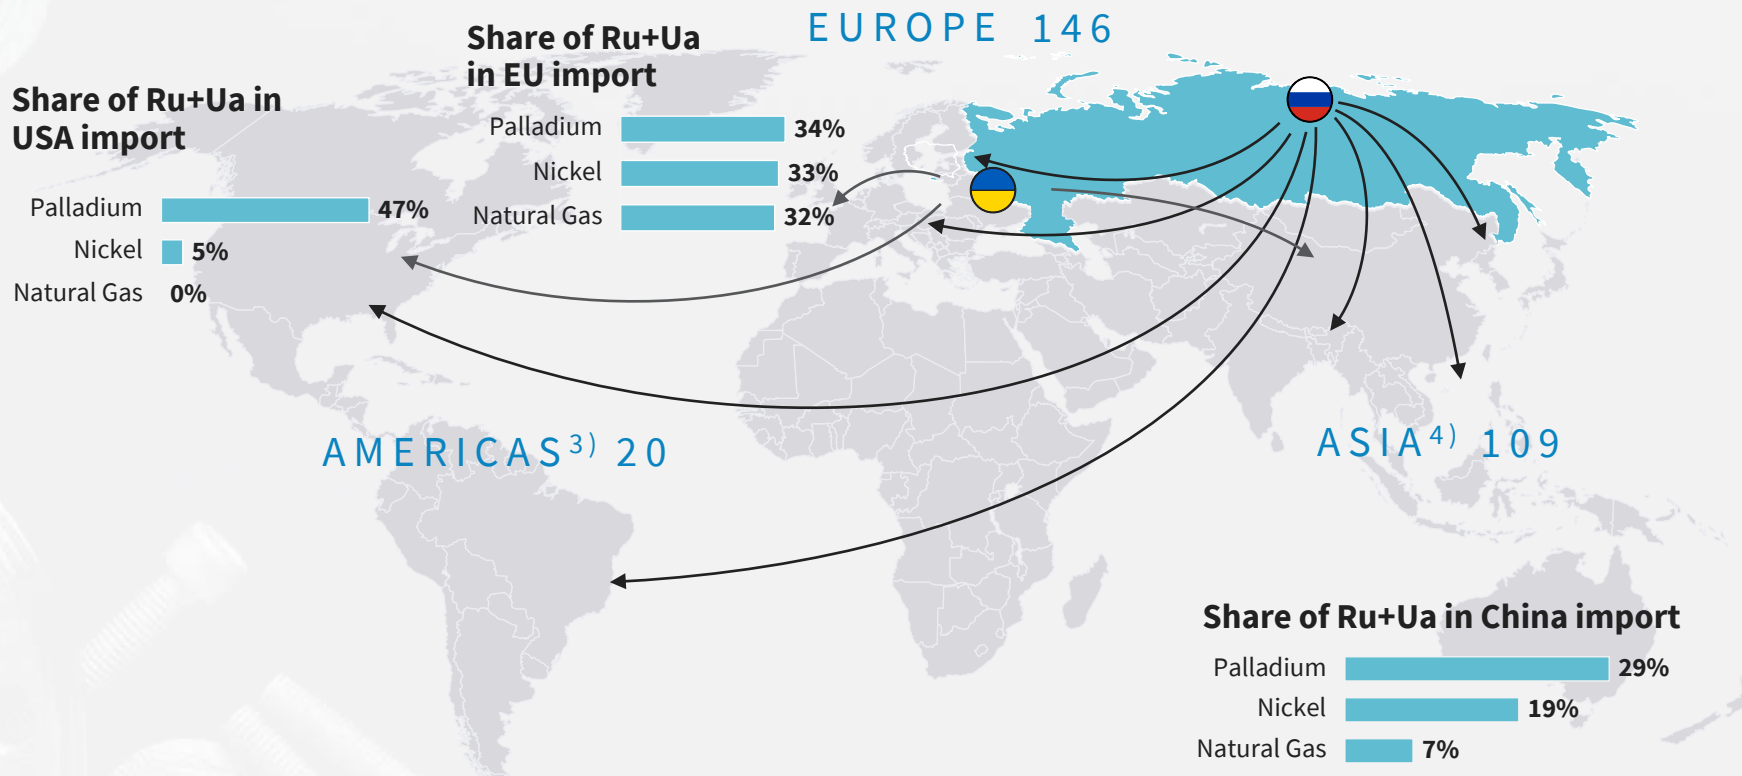 EUROPE 146
Share of Ru+Ua
in EU import
Palladium 34%
Nickel 33%
Natural Gas 32%
Share of Ru+Ua in
USA import
Palladium 47%
Nickel 5%
Natural Gas 0%
AMERICAS3) 20
ASIA4) 109
Share of Ru+Ua in China import
Palladium 29%
Nickel 19%
Natural Gas 7%